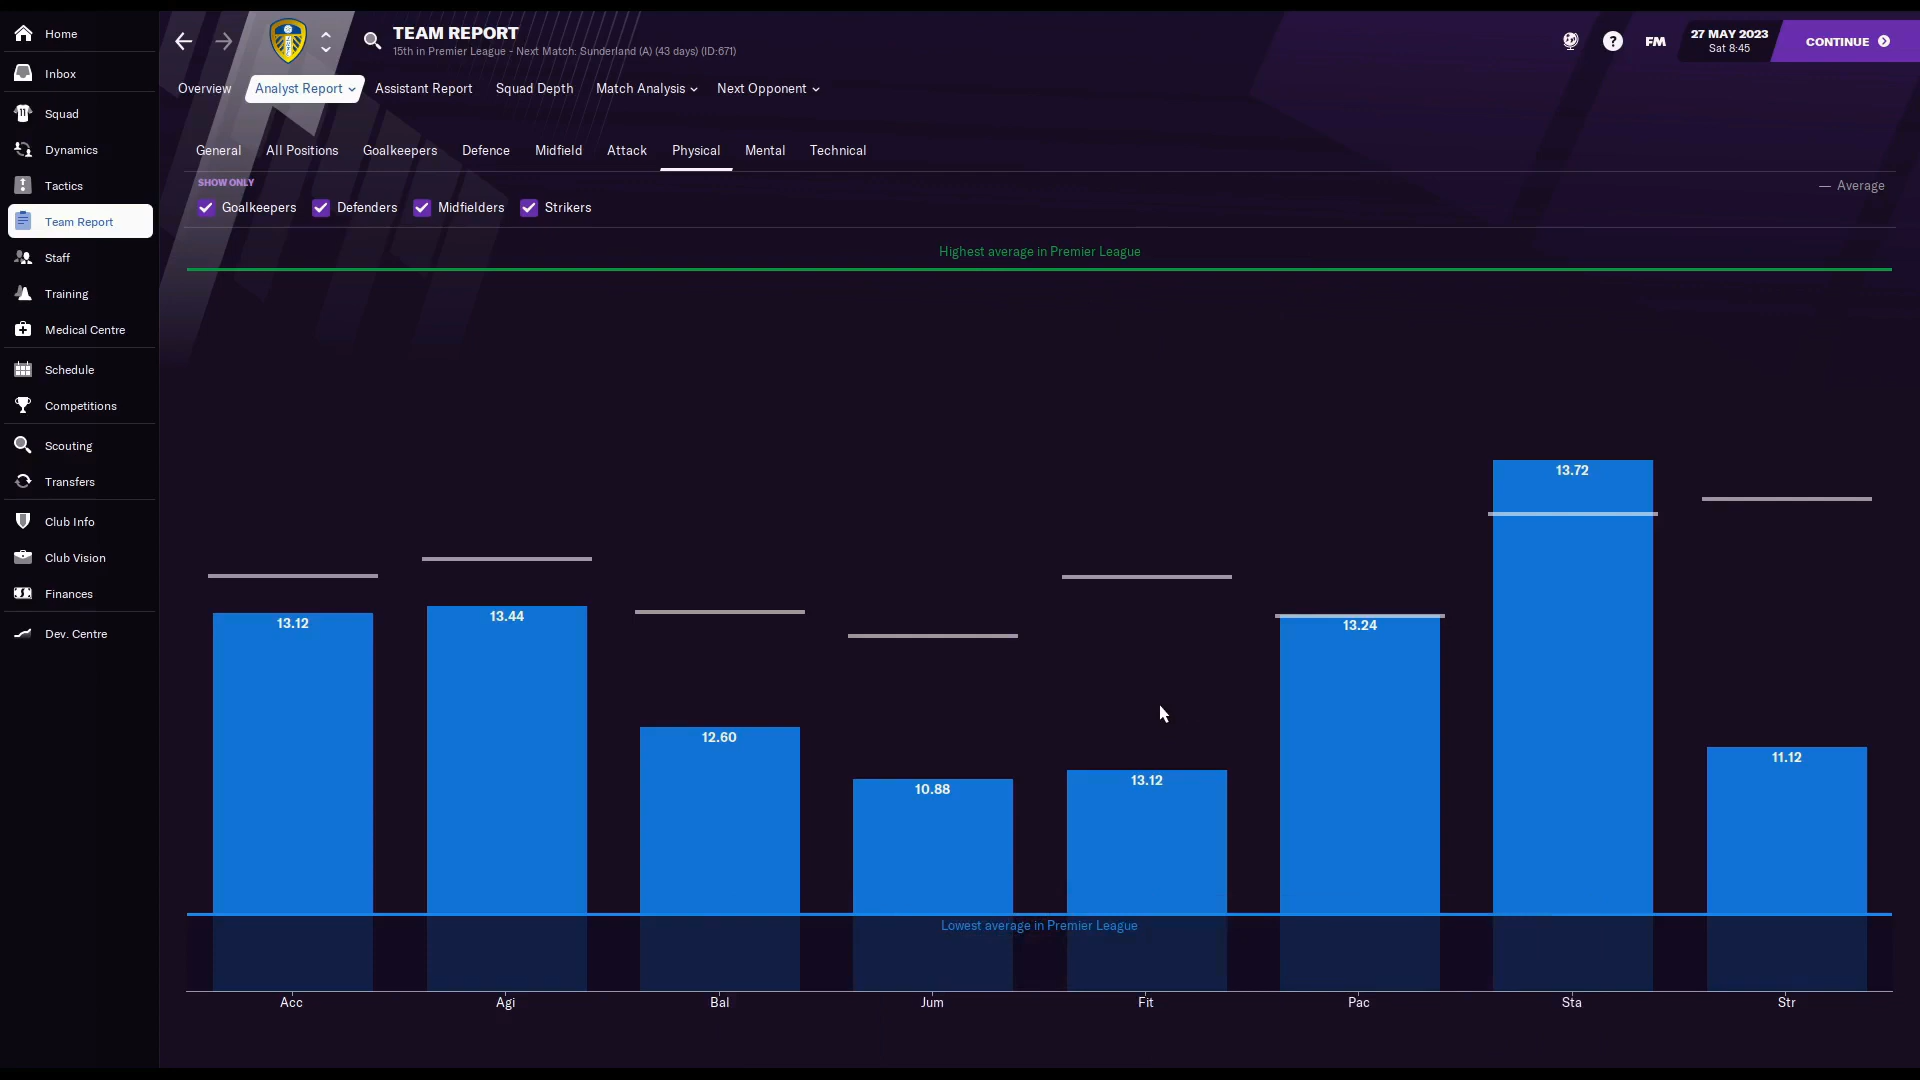 Home
Inbox
Squad
Dynamics
Tactics
Team Report
Staff
Training
Medical Centre
Schedule
Competitions
Scouting
Transfers
Club Info
Club Vision
Finances
Dev. Centre
TEAM REPORT
15th in Premier League - Next Match: Sunderland (A) (43 days) (ID:671)
FM
27 MAY 2023
Sat 8:45
CONTINUE
Overview Analyst Report Assistant Report Squad Depth Match Analysis Next Opponent
General All Positions Goalkeepers Defence Midfield Attack Physical Mental Technical
SHOW ONLY
— Average
Goalkeepers Defenders Midfielders Strikers
Highest average in Premier League
13.12 13.44 12.60 10.88 13.12 13.24 13.72 11.12
Lowest average in Premier League
Acc Agi Bal Jum Fit Pac Sta Str